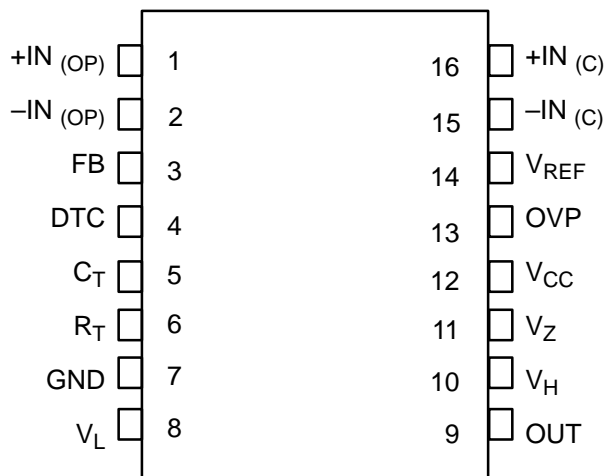 +IN (OP) 1 16 +IN (C)
–IN (OP) 2 15 –IN (C)
FB 3 14 VREF
DTC 4 13 OVP
CT 5 12 VCC
RT 6 11 VZ
GND 7 10 VH
VL 8 9 OUT